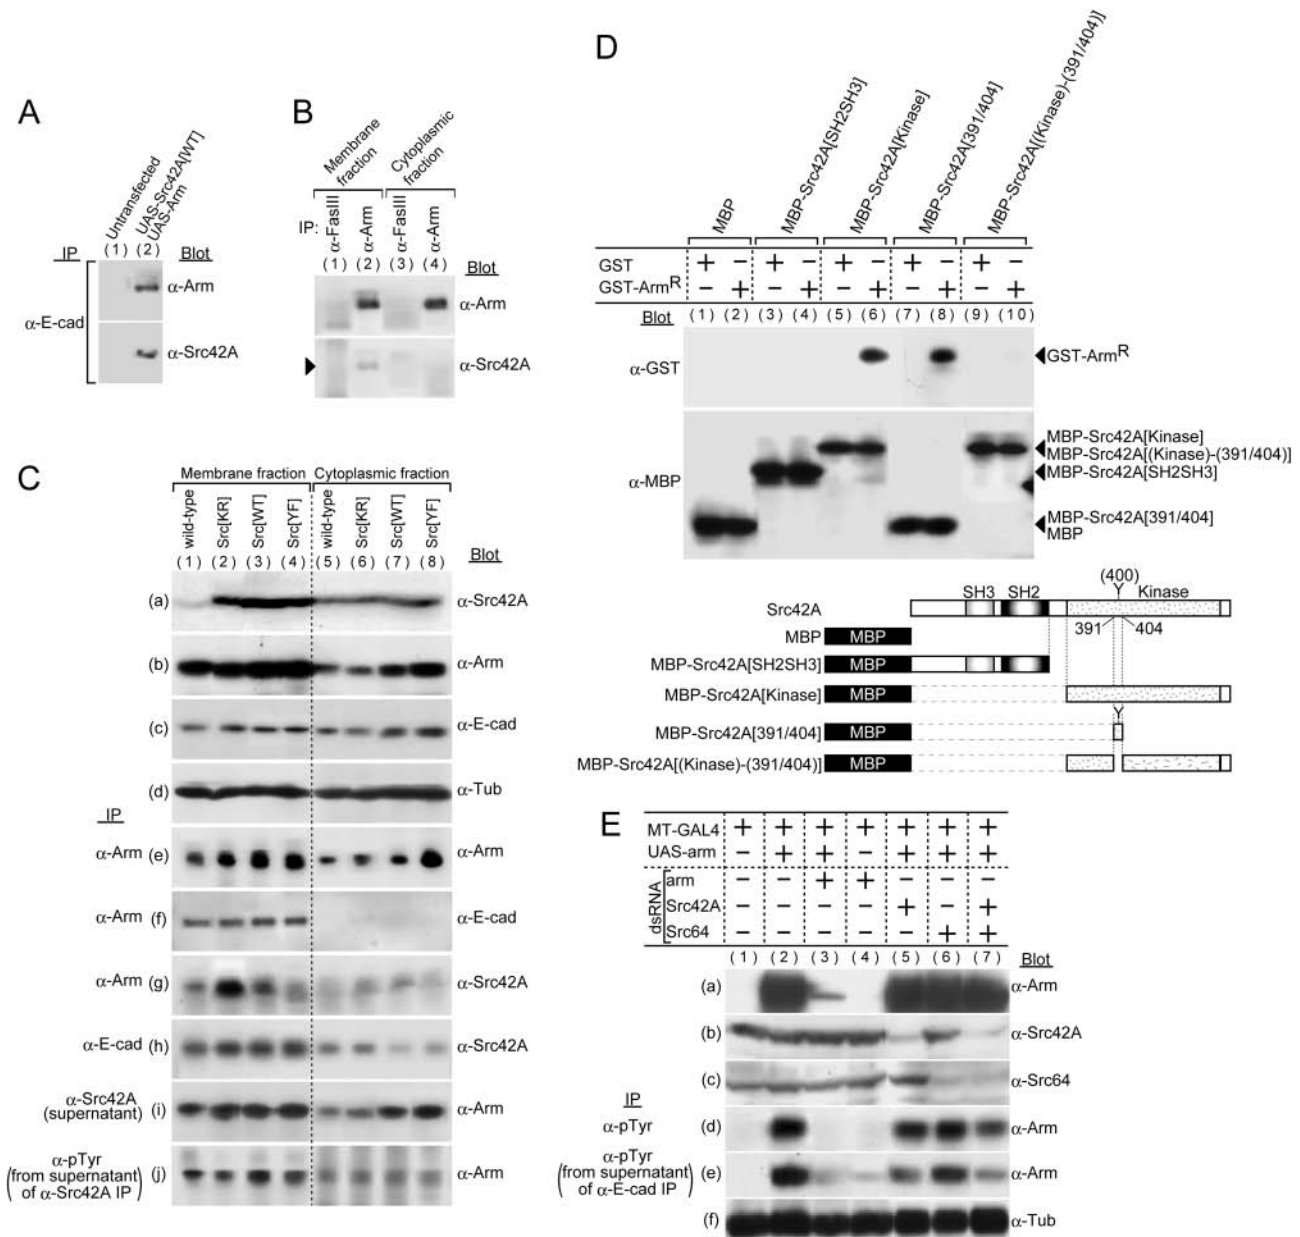 A
Untransfected
UAS-Src42A[WT]
UAS-Arm
IP
(1)
(2)
Blot
α-E-cad
α-Arm
α-Src42A
B
Membrane fraction
Cytoplasmic fraction
IP:
α-FasIII
α-Arm
α-FasIII
α-Arm
(1)
(2)
(3)
(4)
Blot
α-Arm
α-Src42A
C
Membrane fraction
Cytoplasmic fraction
wild-type
Src[KR]
Src[WT]
Src[YF]
wild-type
Src[KR]
Src[WT]
Src[YF]
Blot
(1) (2) (3) (4) (5) (6) (7) (8)
(a) α-Src42A
(b) α-Arm
(c) α-E-cad
(d) α-Tub
IP
α-Arm (e) α-Arm
α-Arm (f) α-E-cad
α-Arm (g) α-Src42A
α-E-cad (h) α-Src42A
α-Src42A
(supernatant) (i) α-Arm
α-pTyr
(from supernatant
of α-Src42A IP) (j) α-Arm
D
MBP
MBP-Src42A[SH2SH3]
MBP-Src42A[Kinase]
MBP-Src42A[391/404]
MBP-Src42A[(Kinase)-(391/404)]
GST + − + − + − + − + −
GST-ArmR − + − + − + − + − +
Blot (1) (2) (3) (4) (5) (6) (7) (8) (9) (10)
α-GST
GST-ArmR
α-MBP
MBP-Src42A[Kinase]
MBP-Src42A[(Kinase)-(391/404)]
MBP-Src42A[SH2SH3]
MBP-Src42A[391/404]
MBP
(400)
SH3 SH2 Y Kinase
Src42A
391 404
MBP MBP
MBP-Src42A[SH2SH3] MBP
MBP-Src42A[Kinase] MBP
Y
MBP-Src42A[391/404] MBP
MBP-Src42A[(Kinase)-(391/404)] MBP
E
MT-GAL4 + + + + + + +
UAS-arm − + + − + + +
dsRNA
arm − − + + − − −
Src42A − − − − + − +
Src64 − − − − − + +
(1) (2) (3) (4) (5) (6) (7) Blot
(a) α-Arm
(b) α-Src42A
(c) α-Src64
IP
α-pTyr (d) α-Arm
α-pTyr
(from supernatant
of α-E-cad IP) (e) α-Arm
(f) α-Tub